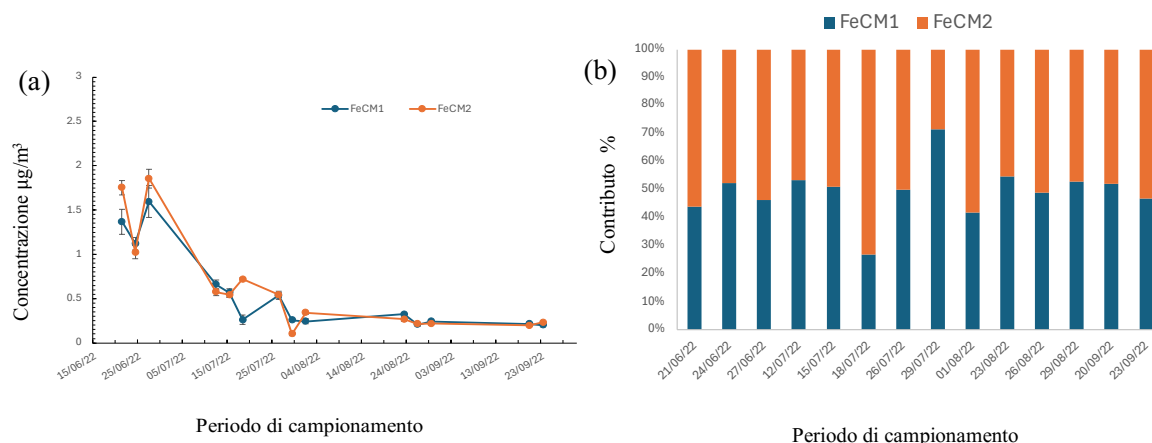 (a)
3
2.5
2
1.5
1
0.5
0
Concentrazione µg/m³
FeCM1 FeCM2
15/06/22 25/06/22 05/07/22 15/07/22 25/07/22 04/08/22 14/08/22 24/08/22 03/09/22 13/09/22 23/09/22
Periodo di campionamento
FeCM1 FeCM2
(b)
100%
90%
80%
70%
60%
50%
40%
30%
20%
10%
0%
Contributo %
21/06/22 24/06/22 27/06/22 12/07/22 15/07/22 18/07/22 26/07/22 29/07/22 01/08/22 23/08/22 26/08/22 29/08/22 20/09/22 23/09/22
Periodo di campionamento